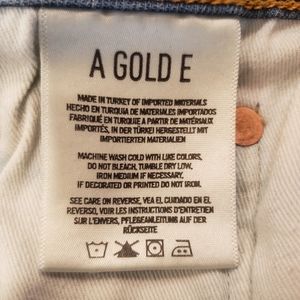 A GOLD E
MADE IN TURKEY OF IMPORTED MATERIALS
HECHO EN TURQUIA DE MATERIALES IMPORTADOS
FABRIQUÉ EN TURQUIE A PARTIR DE MATÉRIAUX
IMPORTÉS, IN DER TÜRKEI HERGESTELLT MIT
IMPORTIERTEN MATERIALIEN
MACHINE WASH COLD WITH LIKE COLORS,
DO NOT BLEACH, TUMBLE DRY LOW,
IRON MEDIUM IF NECESSARY,
IF DECORATED OR PRINTED DO NOT IRON.
SEE CARE ON REVERSE, VEA EL CUIDADO EN EL
REVERSO, VOIR LES INSTRUCTIONS D'ENTRETIEN
SUR L'ENVERS, PFLEGEANLEITUNG AUF DER
RÜCKSEITE